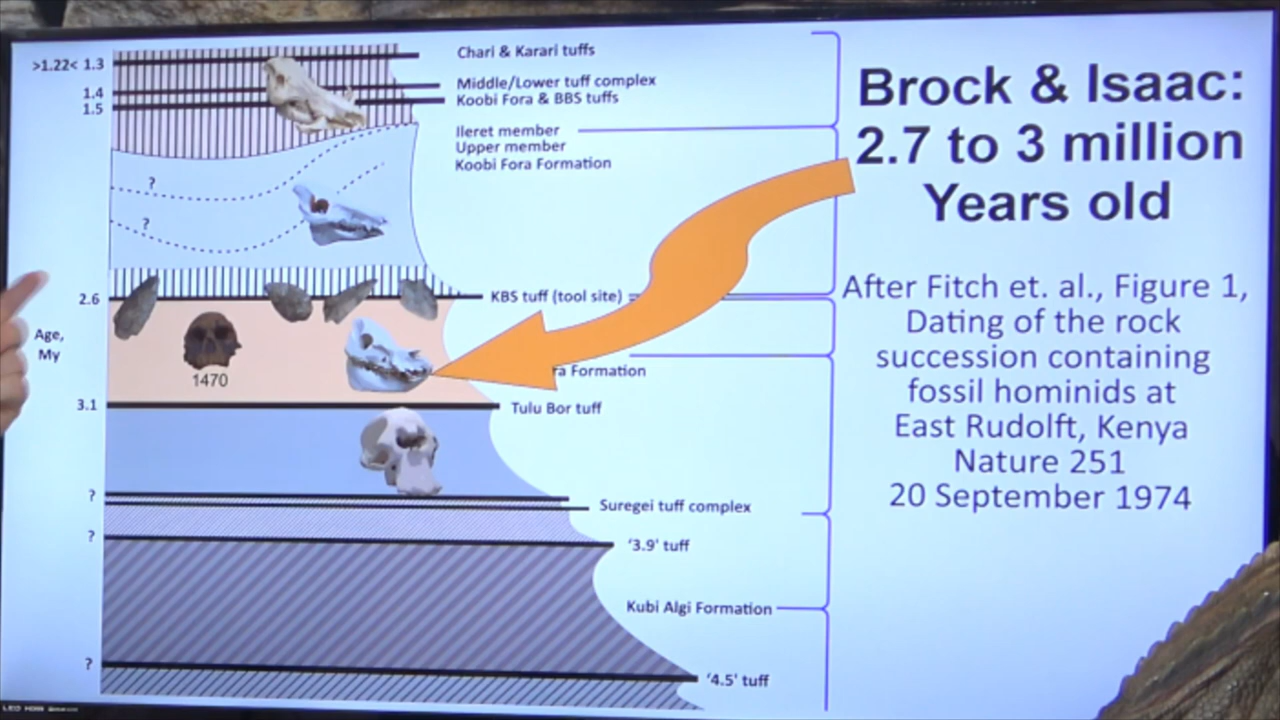 >1.22< 1.3
1.4
1.5
Chari & Karari tuffs
Middle/Lower tuff complex
Koobi Fora & BBS tuffs
Ileret member
Upper member
Koobi Fora Formation
?
?
2.6
KBS tuff (tool site)
Age,
My
1470
ra Formation
3.1
Tulu Bor tuff
?
Suregei tuff complex
?
‘3.9’ tuff
Kubi Algi Formation
?
‘4.5’ tuff
Brock & Isaac:
2.7 to 3 million
Years old
After Fitch et. al., Figure 1,
Dating of the rock
succession containing
fossil hominids at
East Rudolft, Kenya
Nature 251
20 September 1974